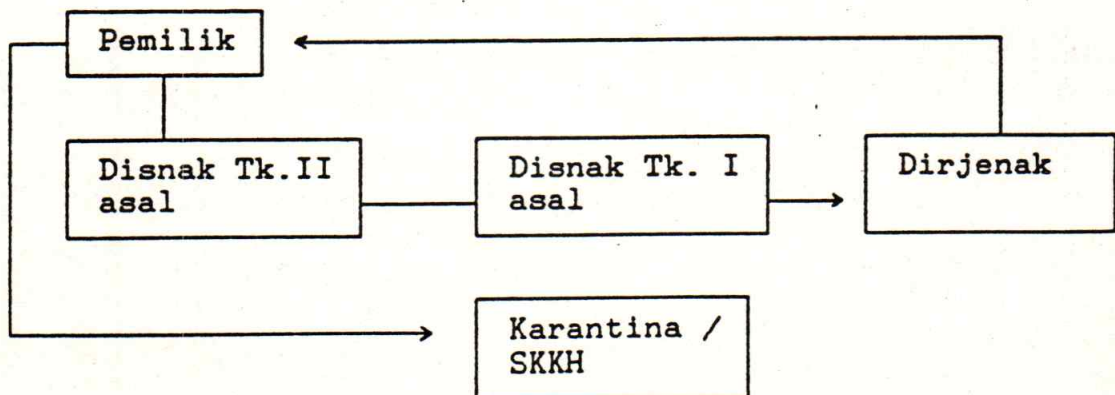 Pemilik
Disnak Tk.II
asal
Disnak Tk. I
asal
Dirjenak
Karantina /
SKKH